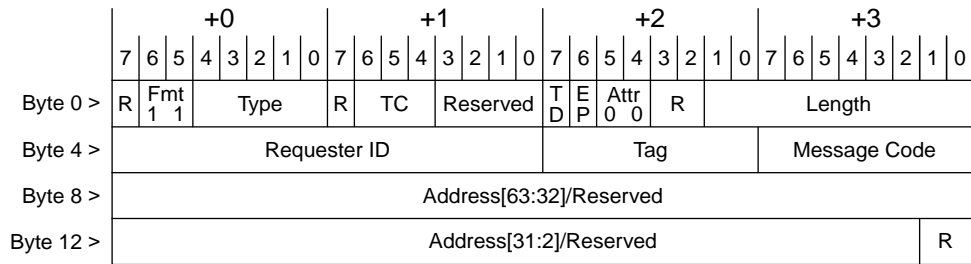 +0 +1 +2 +3
7 6 5 4 3 2 1 0 7 6 5 4 3 2 1 0 7 6 5 4 3 2 1 0 7 6 5 4 3 2 1 0
Byte 0 > R Fmt 1 1 Type R TC Reserved TD EP Attr 0 0 R Length
Byte 4 > Requester ID Tag Message Code
Byte 8 > Address[63:32]/Reserved
Byte 12 > Address[31:2]/Reserved R